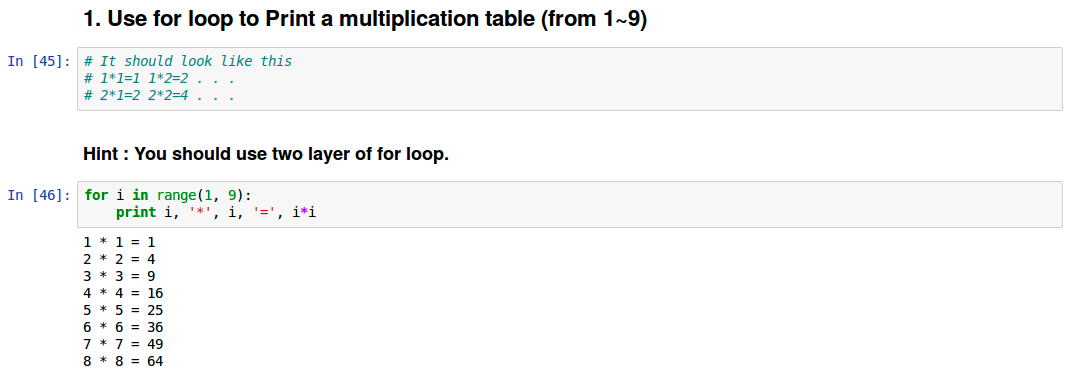 1. Use for loop to Print a multiplication table (from 1~9)
In [45]: # It should look like this
# 1*1=1 1*2=2 . . .
# 2*1=2 2*2=4 . . .
Hint : You should use two layer of for loop.
In [46]: for i in range(1, 9):
    print i, '*', i, '=', i*i
1 * 1 = 1
2 * 2 = 4
3 * 3 = 9
4 * 4 = 16
5 * 5 = 25
6 * 6 = 36
7 * 7 = 49
8 * 8 = 64